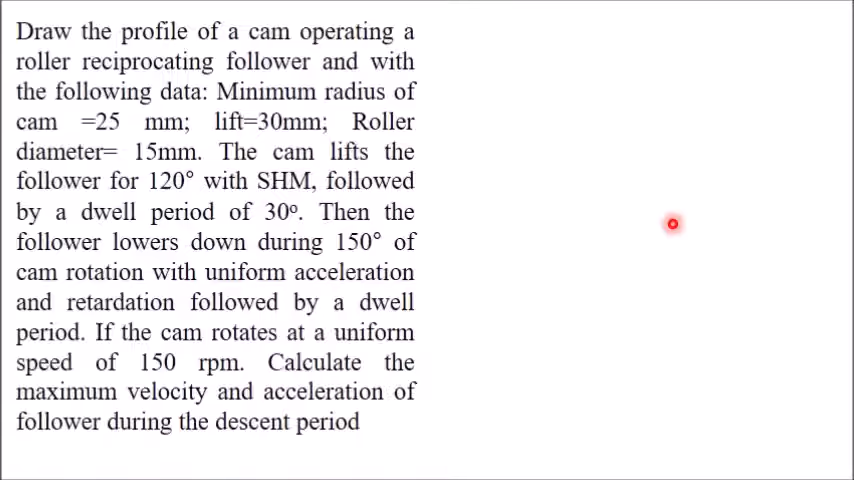 Draw the profile of a cam operating a
roller reciprocating follower and with
the following data: Minimum radius of
cam =25 mm; lift=30mm; Roller
diameter= 15mm. The cam lifts the
follower for 120° with SHM, followed
by a dwell period of 30º. Then the
follower lowers down during 150° of
cam rotation with uniform acceleration
and retardation followed by a dwell
period. If the cam rotates at a uniform
speed of 150 rpm. Calculate the
maximum velocity and acceleration of
follower during the descent period